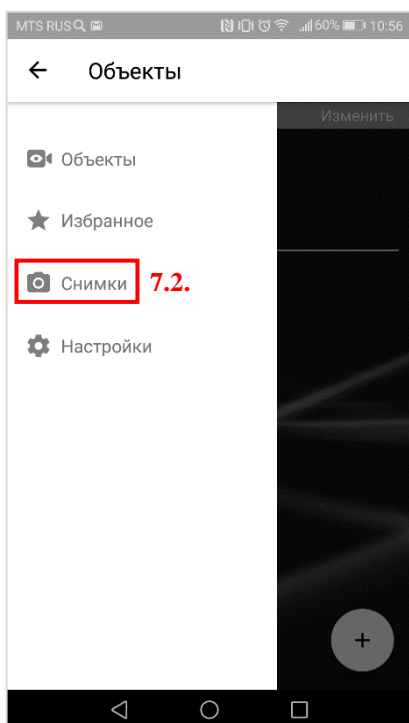 MTS RUS 60% 10:56
Объекты
Изменить
Объекты
Избранное
Снимки 7.2.
Настройки
+